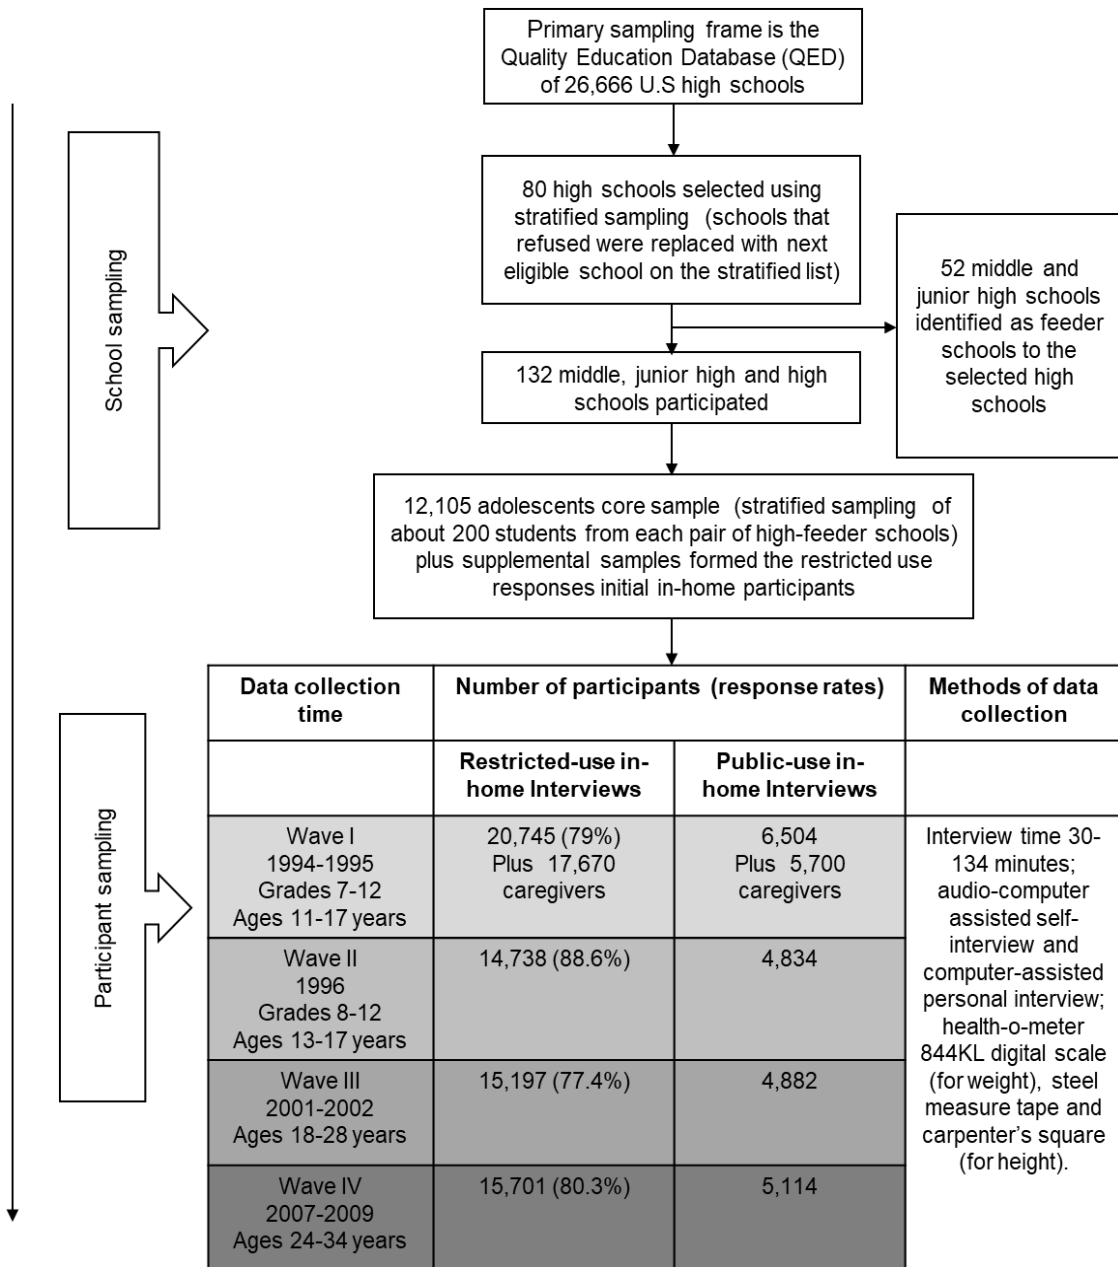 Primary sampling frame is the
Quality Education Database (QED)
of 26,666 U.S high schools
80 high schools selected using
stratified sampling (schools that
refused were replaced with next
eligible school on the stratified list)
52 middle and
junior high schools
identified as feeder
schools to the
selected high
schools
School sampling
132 middle, junior high and high
schools participated
12,105 adolescents core sample (stratified sampling of
about 200 students from each pair of high-feeder schools)
plus supplemental samples formed the restricted use
responses initial in-home participants
Participant sampling
Data collection
time
Number of participants (response rates)
Methods of data
collection
Restricted-use in-
home Interviews
Public-use in-
home Interviews
Wave I
1994-1995
Grades 7-12
Ages 11-17 years
20,745 (79%)
Plus 17,670
caregivers
6,504
Plus 5,700
caregivers
Interview time 30-
134 minutes;
audio-computer
assisted self-
interview and
computer-assisted
personal interview;
health-o-meter
844KL digital scale
(for weight), steel
measure tape and
carpenter’s square
(for height).
Wave II
1996
Grades 8-12
Ages 13-17 years
14,738 (88.6%)
4,834
Wave III
2001-2002
Ages 18-28 years
15,197 (77.4%)
4,882
Wave IV
2007-2009
Ages 24-34 years
15,701 (80.3%)
5,114